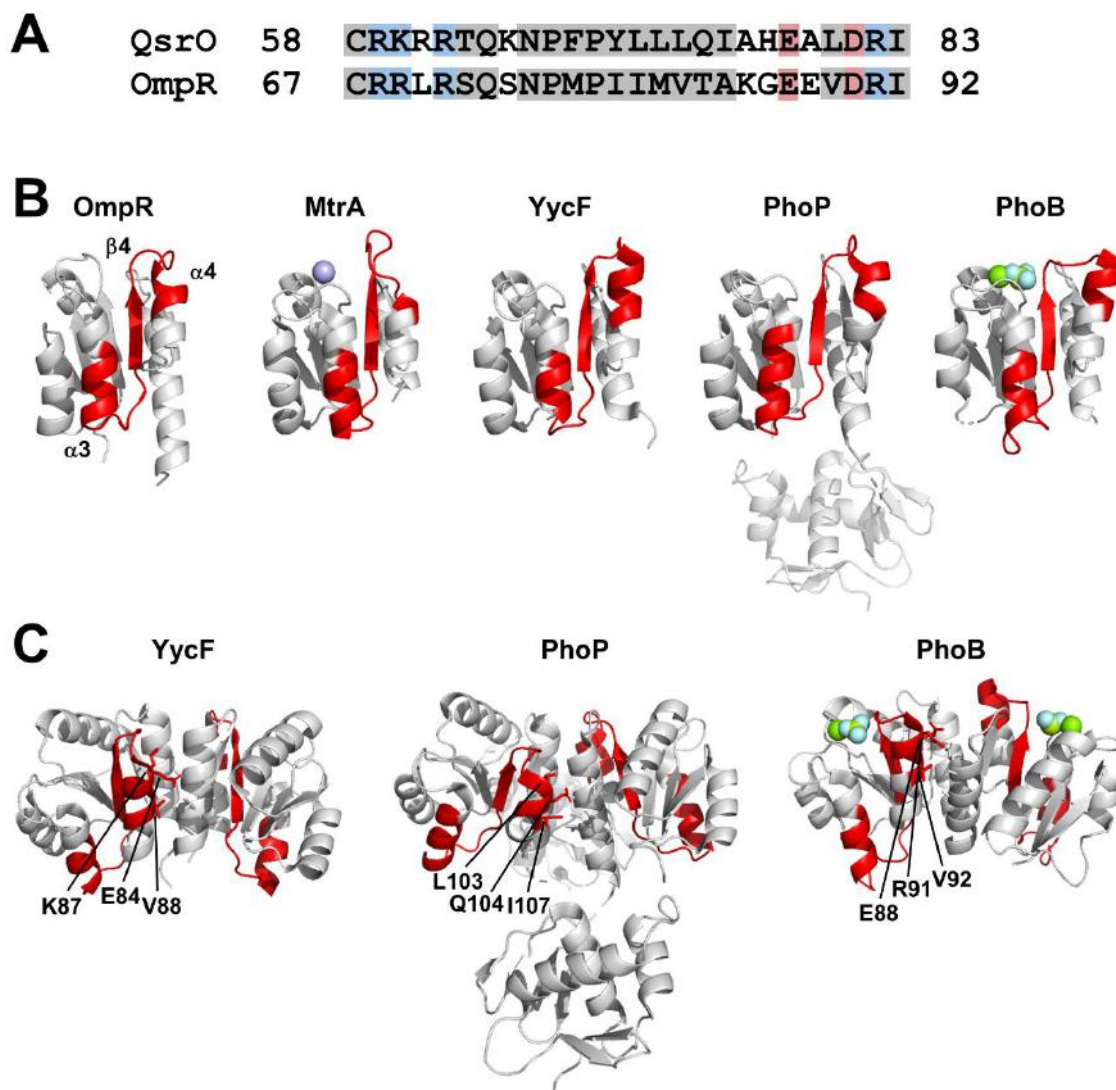 A
QsrO 58 CRKRRTQKNPFPYLLLQIAHEALDRI 83
OmpR 67 CRRLRSQSNPMPIIMVTAKGEEVDRI 92
B
OmpR MtrA YycF PhoP PhoB
β4
α4
α3
C
YycF PhoP PhoB
K87 E84 V88
L103
Q104 I107
E88 R91 V92